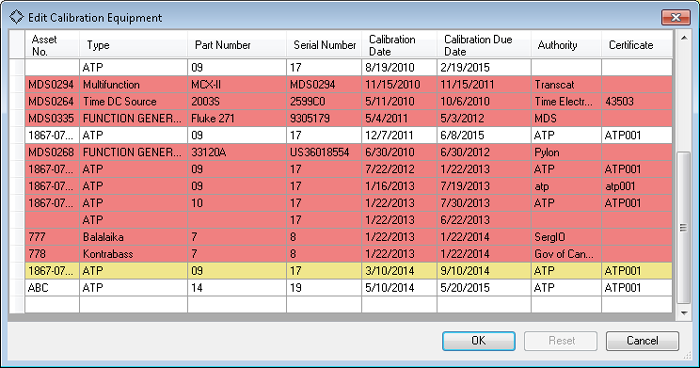 Edit Calibration Equipment
Asset No. Type Part Number Serial Number Calibration Date Calibration Due Date Authority Certificate
ATP 09 17 8/19/2010 2/19/2015
MDS0294 Multifunction MCX-II MDS0294 11/15/2010 11/15/2011 Transcat
MDS0264 Time DC Source 2003S 2599C0 5/11/2010 10/6/2010 Time Electr... 43503
MDS0335 FUNCTION GENER... Fluke 271 9305179 5/4/2011 5/3/2012 MDS
1867-07... ATP 09 17 12/7/2011 6/8/2015 ATP ATP001
MDS0268 FUNCTION GENER... 33120A US36018554 6/30/2010 6/30/2012 Pylon
1867-07... ATP 09 17 7/22/2012 1/22/2013 ATP ATP001
1867-07... ATP 09 17 1/16/2013 7/19/2013 atp atp001
1867-07... ATP 10 17 1/22/2013 7/30/2013 ATP ATP001
ATP 17 1/22/2013 6/22/2013
777 Balalaika 7 8 1/22/2013 1/22/2014 SergIO
778 Kontrabass 7 8 1/22/2013 1/22/2014 Gov of Can...
1867-07... ATP 09 17 3/10/2014 9/10/2014 ATP ATP001
ABC ATP 14 19 5/10/2014 5/20/2015 ATP ATP001
OK Reset Cancel